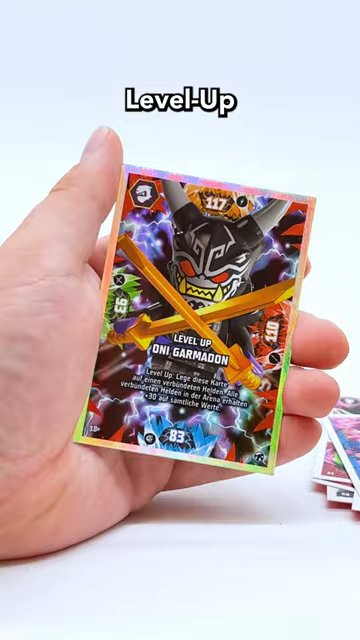 Level-Up
117
93
110
LEVEL UP
ONI GARMADON
Level Up: Lege diese Karte
auf einen verbündeten Helden. Alle
verbündeten Helden in der Arena erhalten
+30 auf sämtliche Werte.
83